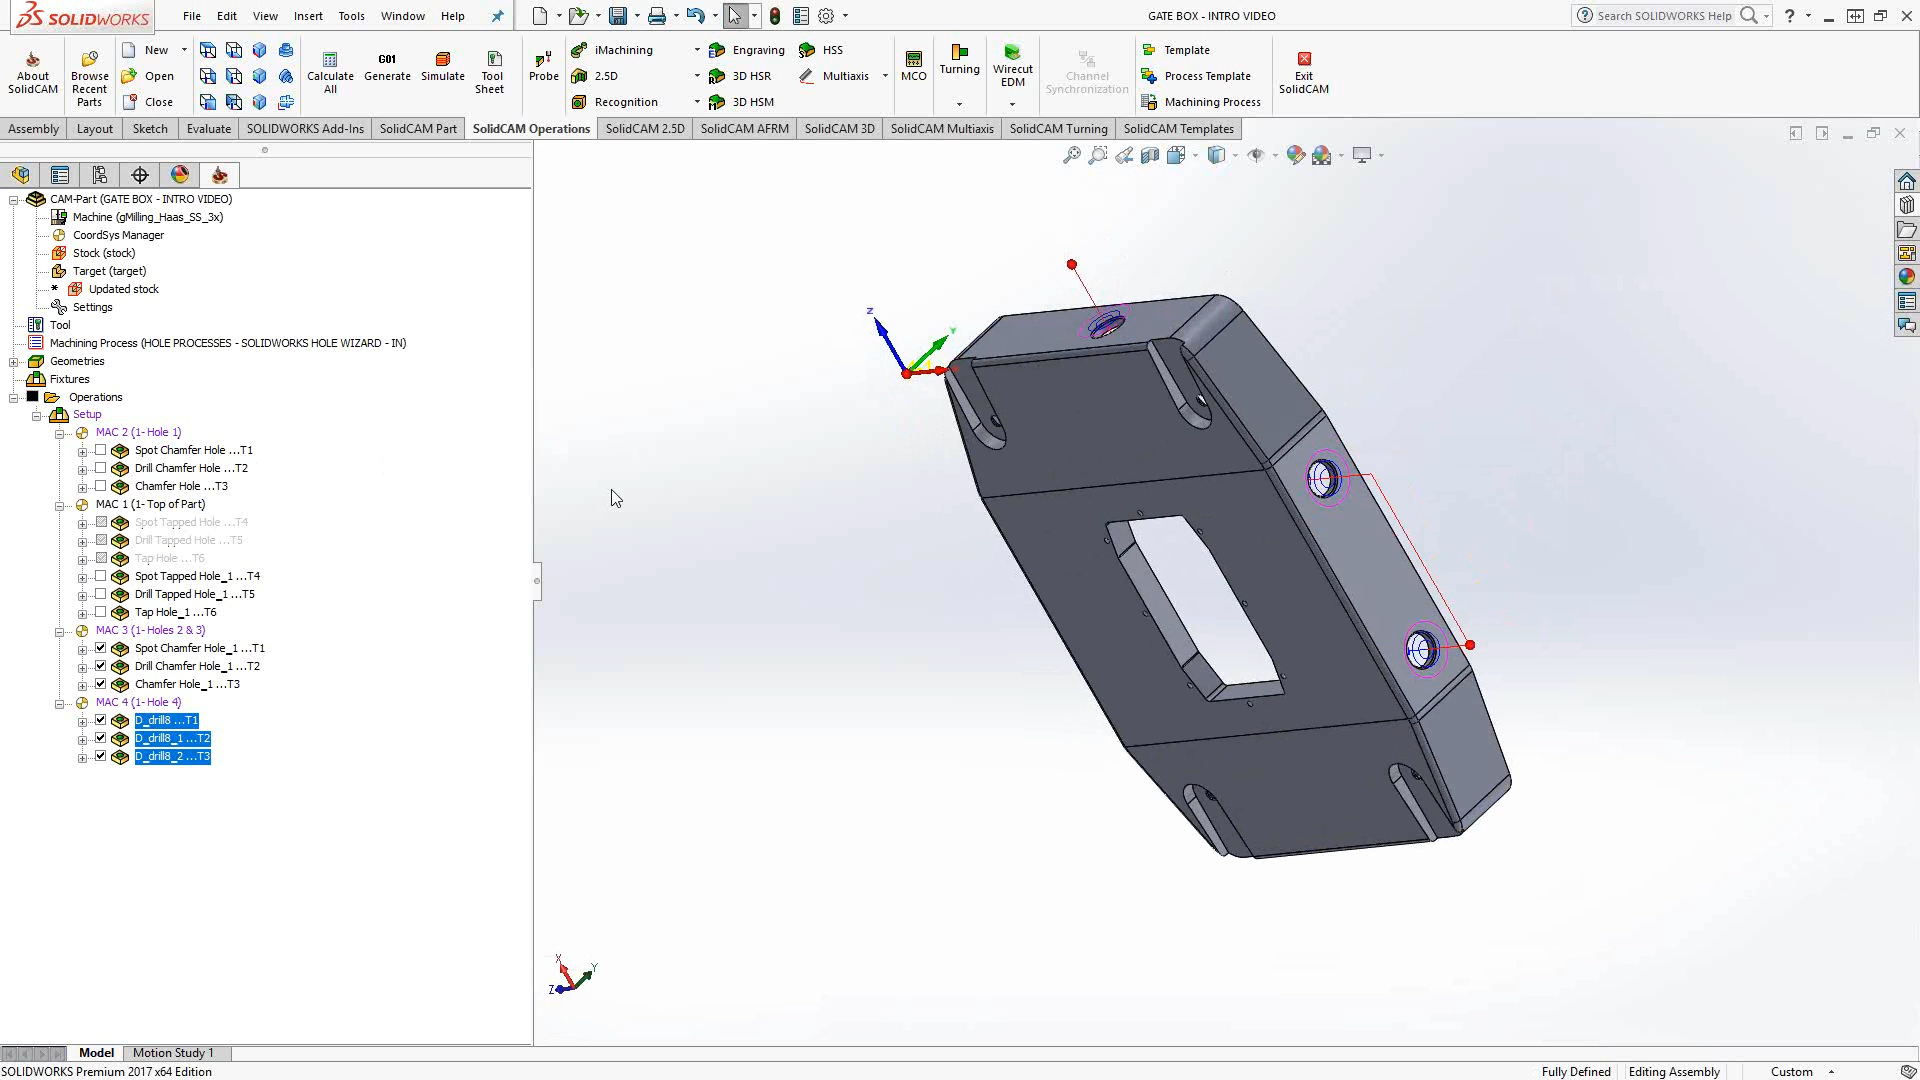 SOLIDWORKS
File Edit View Insert Tools Window Help
GATE BOX - INTRO VIDEO
Search SOLIDWORKS Help
About SolidCAM
Browse Recent Parts
New
Open
Close
Calculate All
G01
Generate
Simulate
Tool Sheet
Probe
iMachining
2.5D
Recognition
Engraving
3D HSR
3D HSM
HSS
Multiaxis
MCO
Turning
Wirecut EDM
Channel Synchronization
Template
Process Template
Machining Process
Exit SolidCAM
Assembly Layout Sketch Evaluate SOLIDWORKS Add-Ins SolidCAM Part SolidCAM Operations SolidCAM 2.5D SolidCAM AFRM SolidCAM 3D SolidCAM Multiaxis SolidCAM Turning SolidCAM Templates
CAM-Part (GATE BOX - INTRO VIDEO)
Machine (gMilling_Haas_SS_3x)
CoordSys Manager
Stock (stock)
Target (target)
* Updated stock
Settings
Tool
Machining Process (HOLE PROCESSES - SOLIDWORKS HOLE WIZARD - IN)
Geometries
Fixtures
Operations
Setup
MAC 2 (1- Hole 1)
Spot Chamfer Hole ...T1
Drill Chamfer Hole ...T2
Chamfer Hole ...T3
MAC 1 (1- Top of Part)
Spot Tapped Hole ...T4
Drill Tapped Hole ...T5
Tap Hole ...T6
Spot Tapped Hole_1 ...T4
Drill Tapped Hole_1 ...T5
Tap Hole_1 ...T6
MAC 3 (1- Holes 2 & 3)
Spot Chamfer Hole_1 ...T1
Drill Chamfer Hole_1 ...T2
Chamfer Hole_1 ...T3
MAC 4 (1- Hole 4)
D_drill8 ...T1
D_drill8_1 ...T2
D_drill8_2 ...T3
Z
Y
X
Y
Z
Model Motion Study 1
SOLIDWORKS Premium 2017 x64 Edition
Fully Defined Editing Assembly Custom